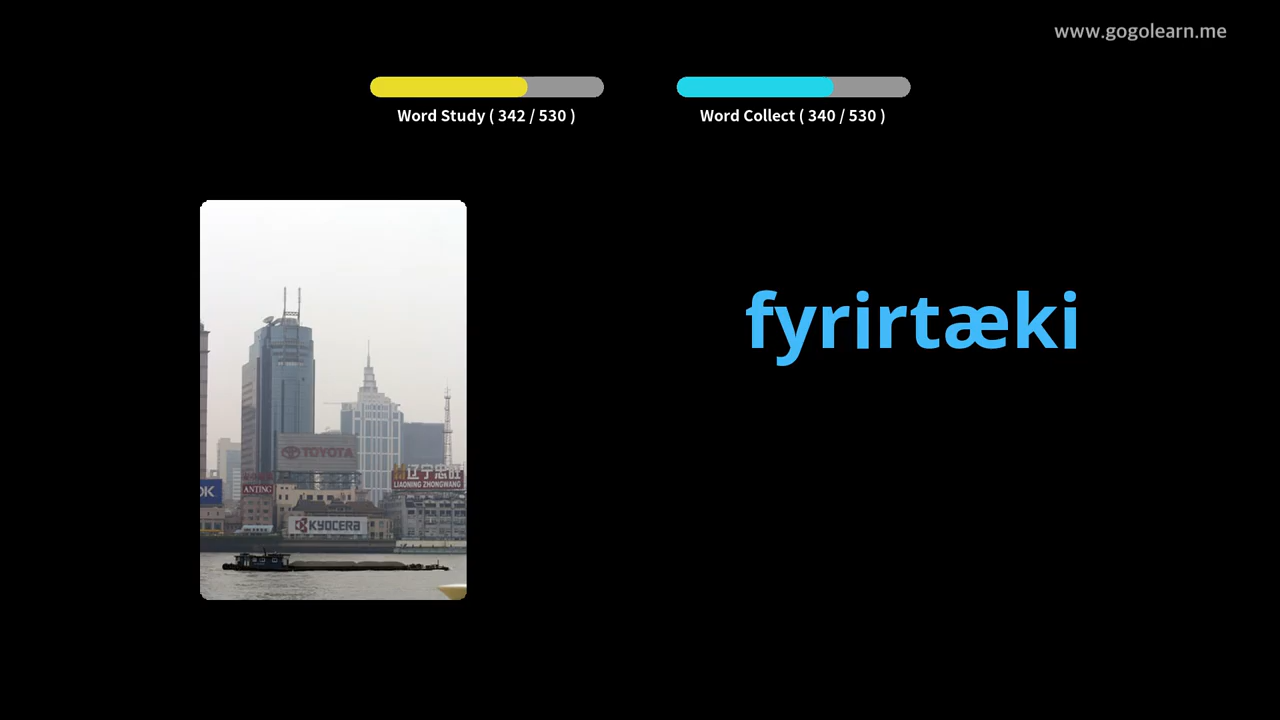 www.gogolearn.me
Word Study ( 342 / 530 )
Word Collect ( 340 / 530 )
fyrirtæki
TOYOTA
辽宁忠旺
LIAONING ZHONGWANG
OK
ANTING
KYOCERA